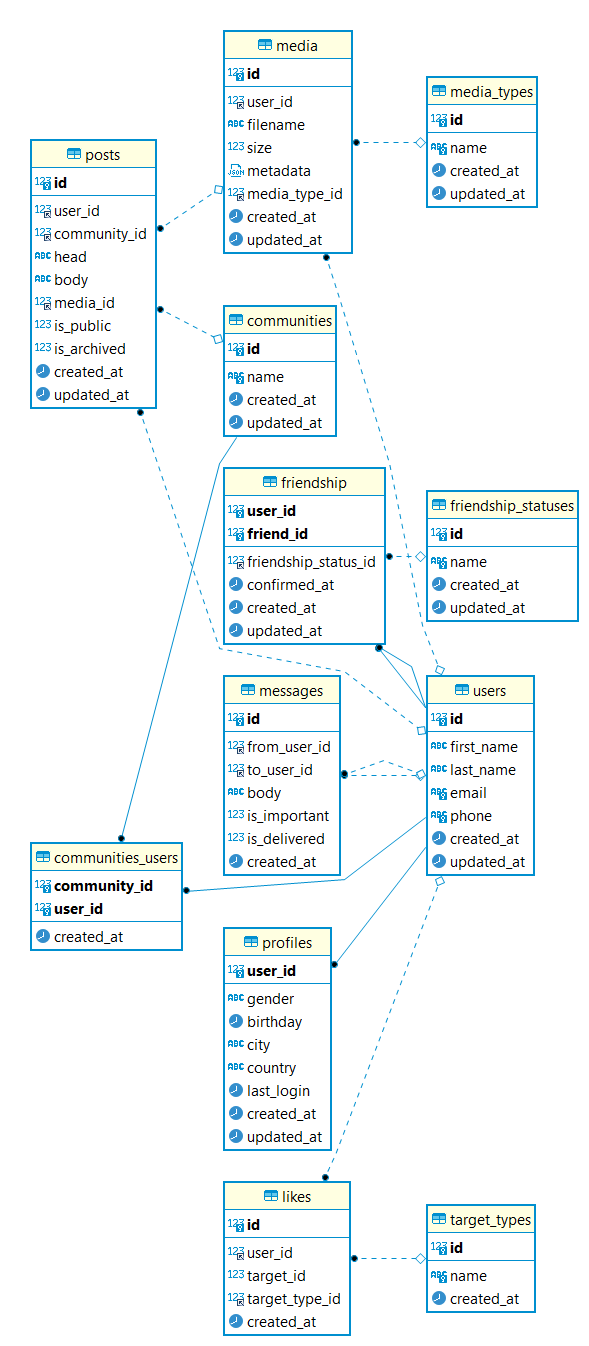 media
id
user_id
filename
size
metadata
media_type_id
created_at
updated_at
media_types
id
name
created_at
updated_at
posts
id
user_id
community_id
head
body
media_id
is_public
is_archived
created_at
updated_at
communities
id
name
created_at
updated_at
friendship
user_id
friend_id
friendship_status_id
confirmed_at
created_at
updated_at
friendship_statuses
id
name
created_at
updated_at
messages
id
from_user_id
to_user_id
body
is_important
is_delivered
created_at
users
id
first_name
last_name
email
phone
created_at
updated_at
communities_users
community_id
user_id
created_at
profiles
user_id
gender
birthday
city
country
last_login
created_at
updated_at
likes
id
user_id
target_id
target_type_id
created_at
target_types
id
name
created_at